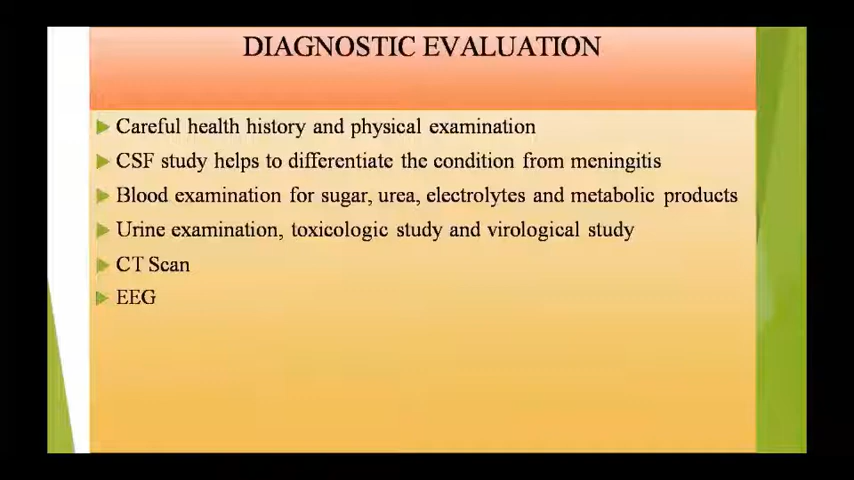 DIAGNOSTIC EVALUATION
Careful health history and physical examination
CSF study helps to differentiate the condition from meningitis
Blood examination for sugar, urea, electrolytes and metabolic products
Urine examination, toxicologic study and virological study
CT Scan
EEG